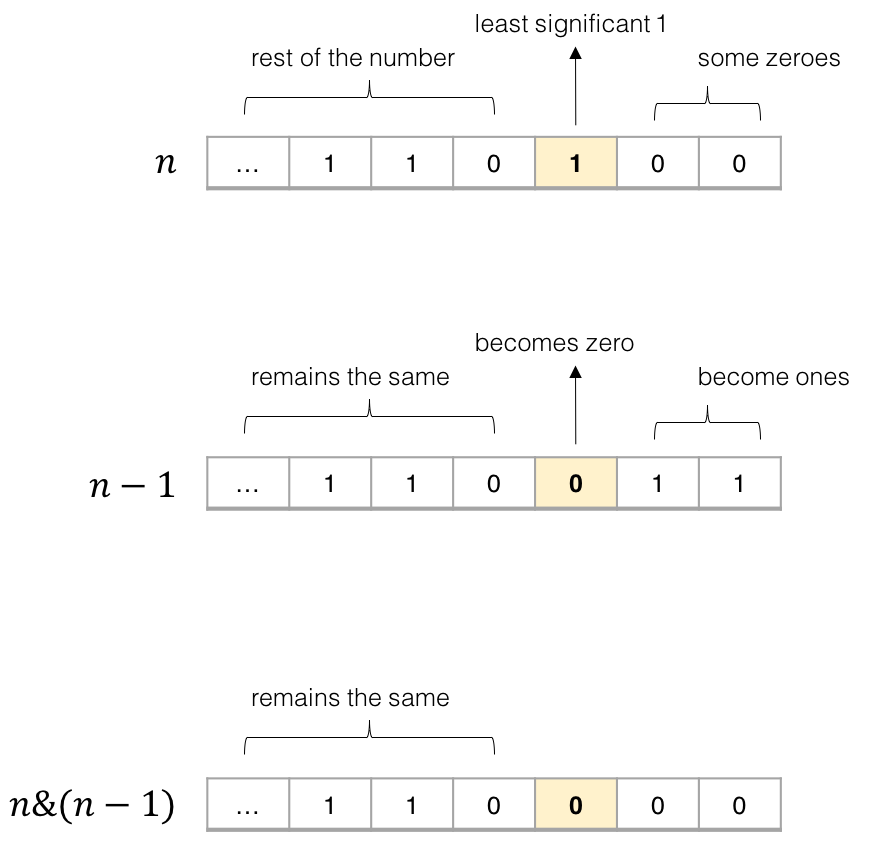 least significant 1
rest of the number
some zeroes
n ... 1 1 0 1 0 0
becomes zero
remains the same
become ones
n − 1 ... 1 1 0 0 1 1
remains the same
n&(n − 1) ... 1 1 0 0 0 0